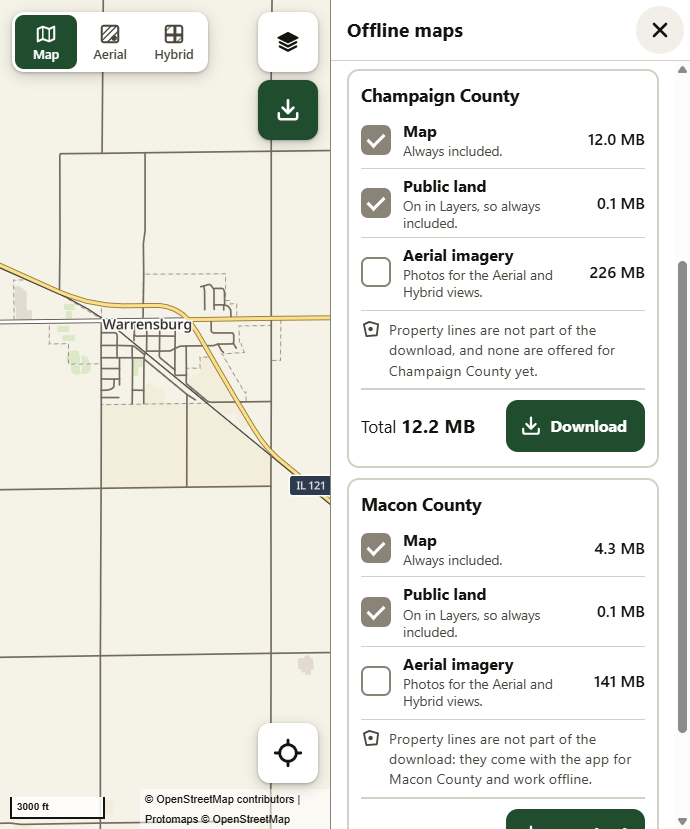 Map
Aerial
Hybrid
Warrensburg
IL 121
3000 ft
© OpenStreetMap contributors |
Protomaps © OpenStreetMap
Offline maps
Champaign County
Map
Always included.
12.0 MB
Public land
On in Layers, so always
included.
0.1 MB
Aerial imagery
Photos for the Aerial and
Hybrid views.
226 MB
Property lines are not part of the
download, and none are offered for
Champaign County yet.
Total 12.2 MB
Download
Macon County
Map
Always included.
4.3 MB
Public land
On in Layers, so always
included.
0.1 MB
Aerial imagery
Photos for the Aerial and
Hybrid views.
141 MB
Property lines are not part of the
download: they come with the app for
Macon County and work offline.